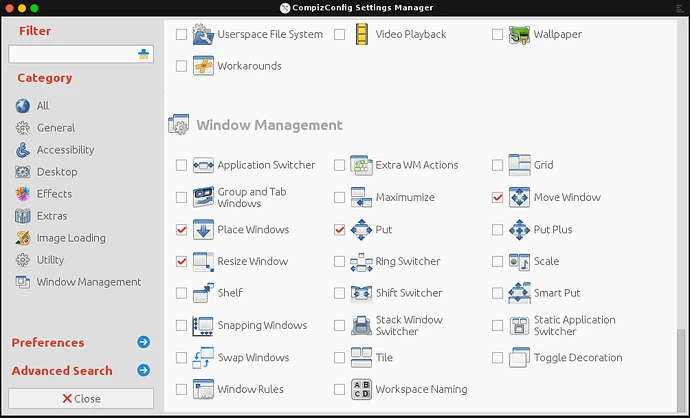 CompizConfig Settings Manager
Filter
Category
All
General
Accessibility
Desktop
Effects
Extras
Image Loading
Utility
Window Management
Preferences
Advanced Search
Close
Userspace File System
Video Playback
Wallpaper
Workarounds
Window Management
Application Switcher
Extra WM Actions
Grid
Group and Tab
Windows
Maximumize
Move Window
Place Windows
Put
Put Plus
Resize Window
Ring Switcher
Scale
Shelf
Shift Switcher
Smart Put
Snapping Windows
Stack Window
Switcher
Static Application
Switcher
Swap Windows
Tile
Toggle Decoration
Window Rules
A B
C D
Workspace Naming